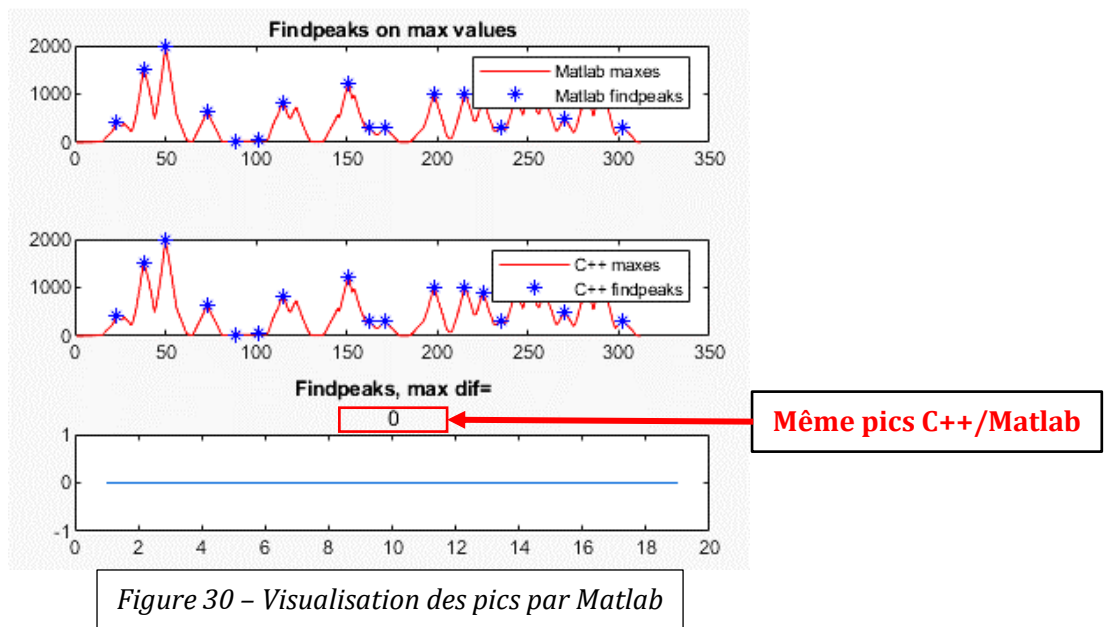 Findpeaks on max values
2000
1000
0
0 50 100 150 200 250 300 350
Matlab maxes
Matlab findpeaks
2000
1000
0
0 50 100 150 200 250 300 350
C++ maxes
C++ findpeaks
Findpeaks, max dif=
0
Même pics C++/Matlab
1
0
-1
0 2 4 6 8 10 12 14 16 18 20
Figure 30 – Visualisation des pics par Matlab